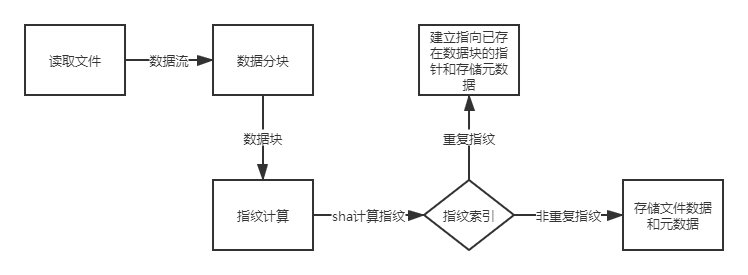 读取文件
数据流
数据分块
建立指向已存
在数据块的指
针和存储元数
据
数据块
重复指纹
指纹计算
sha计算指纹
指纹索引
非重复指纹
存储文件数据
和元数据